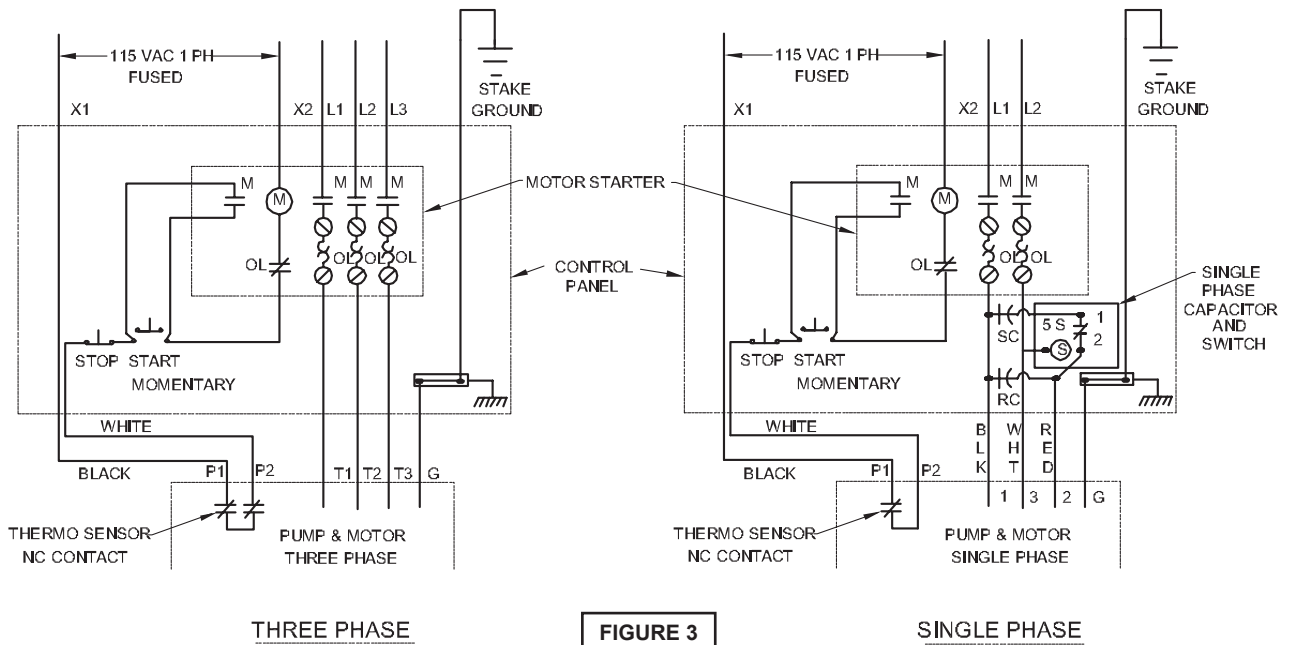 115 VAC 1 PH
FUSED
X1
X2
L1
L2
L3
STAKE
GROUND
M
M
M
M
M
OL
OL
OL
OL
STOP
START
MOMENTARY
WHITE
BLACK
P1
P2
T1
T2
T3
G
THERMO SENSOR
NC CONTACT
PUMP & MOTOR
THREE PHASE
MOTOR STARTER
CONTROL
PANEL
115 VAC 1 PH
FUSED
X1
X2
L1
L2
STAKE
GROUND
M
M
M
M
OL
OL
OL
SINGLE
PHASE
CAPACITOR
AND
SWITCH
SC
5 S
1
2
S
RC
STOP
START
MOMENTARY
WHITE
BLACK
P1
P2
BLK
WHT
RED
1
3
2
G
THERMO SENSOR
NC CONTACT
PUMP & MOTOR
SINGLE PHASE
THREE PHASE
FIGURE 3
SINGLE PHASE